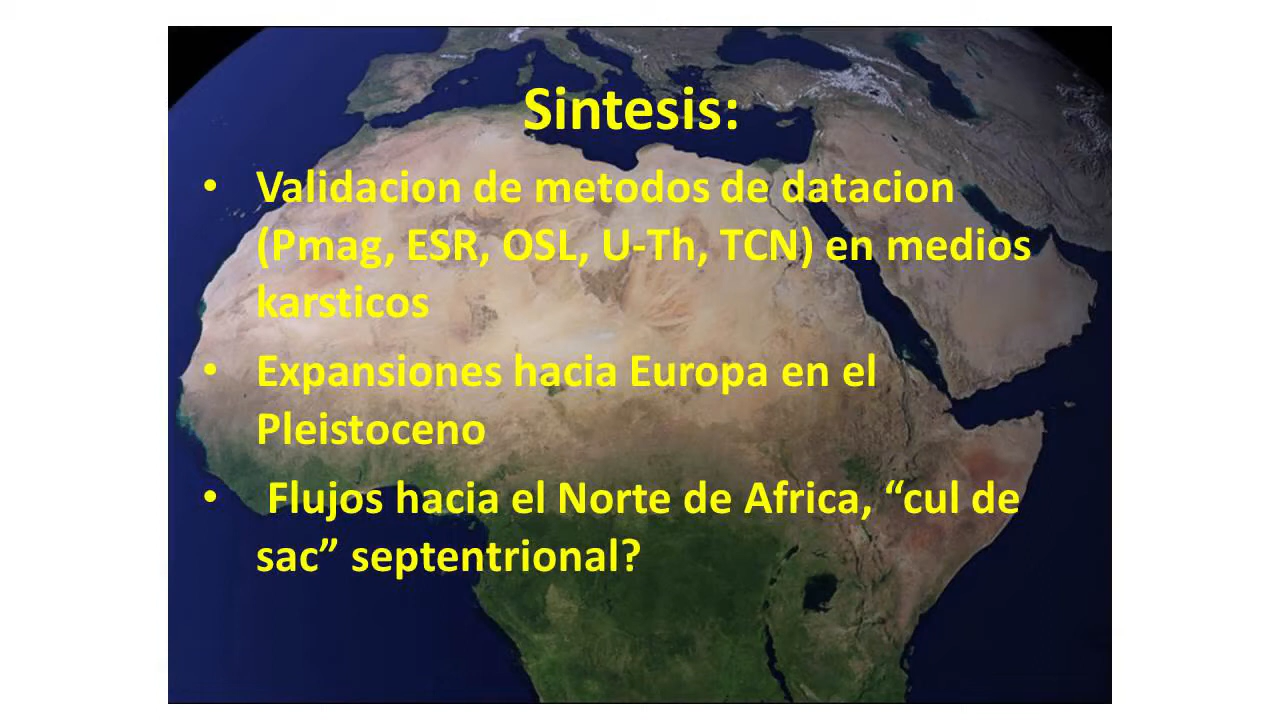 Sintesis:
• Validacion de metodos de datacion
(Pmag, ESR, OSL, U-Th, TCN) en medios
karsticos
• Expansiones hacia Europa en el
Pleistoceno
• Flujos hacia el Norte de Africa, “cul de
sac” septentrional?